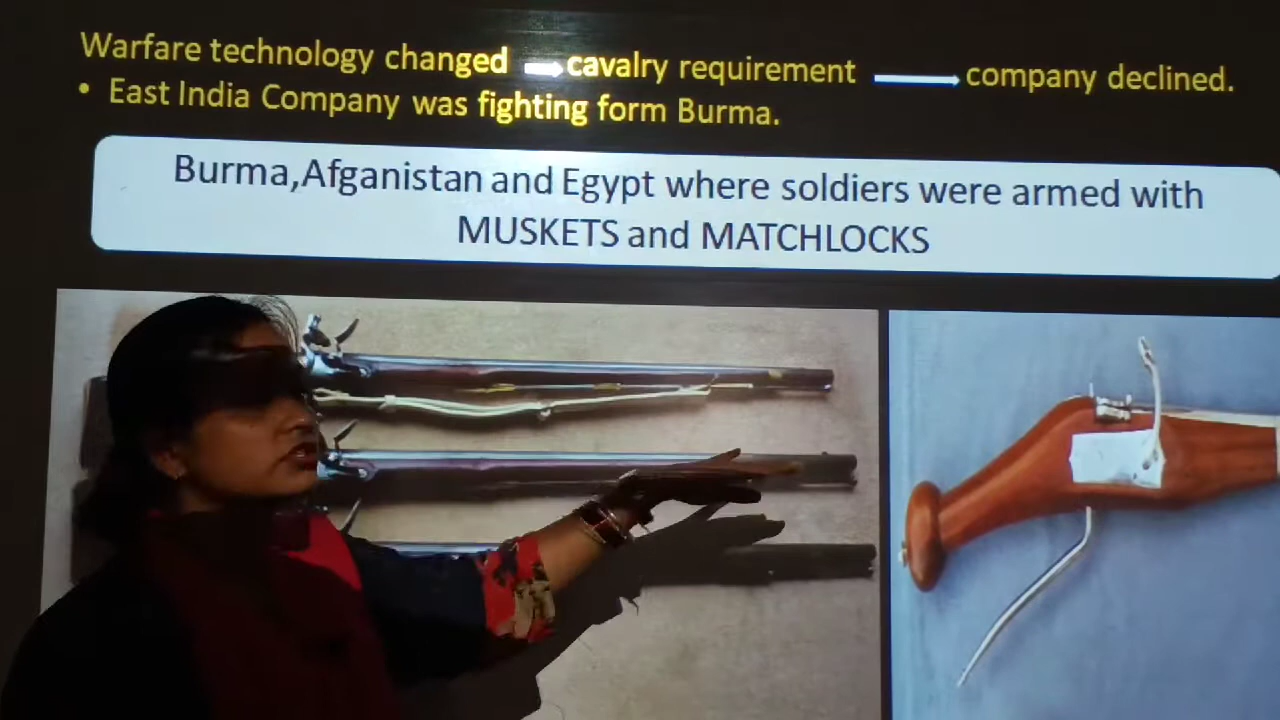 Warfare technology changed → cavalry requirement → company declined.
• East India Company was fighting form Burma.
Burma,Afganistan and Egypt where soldiers were armed with
MUSKETS and MATCHLOCKS